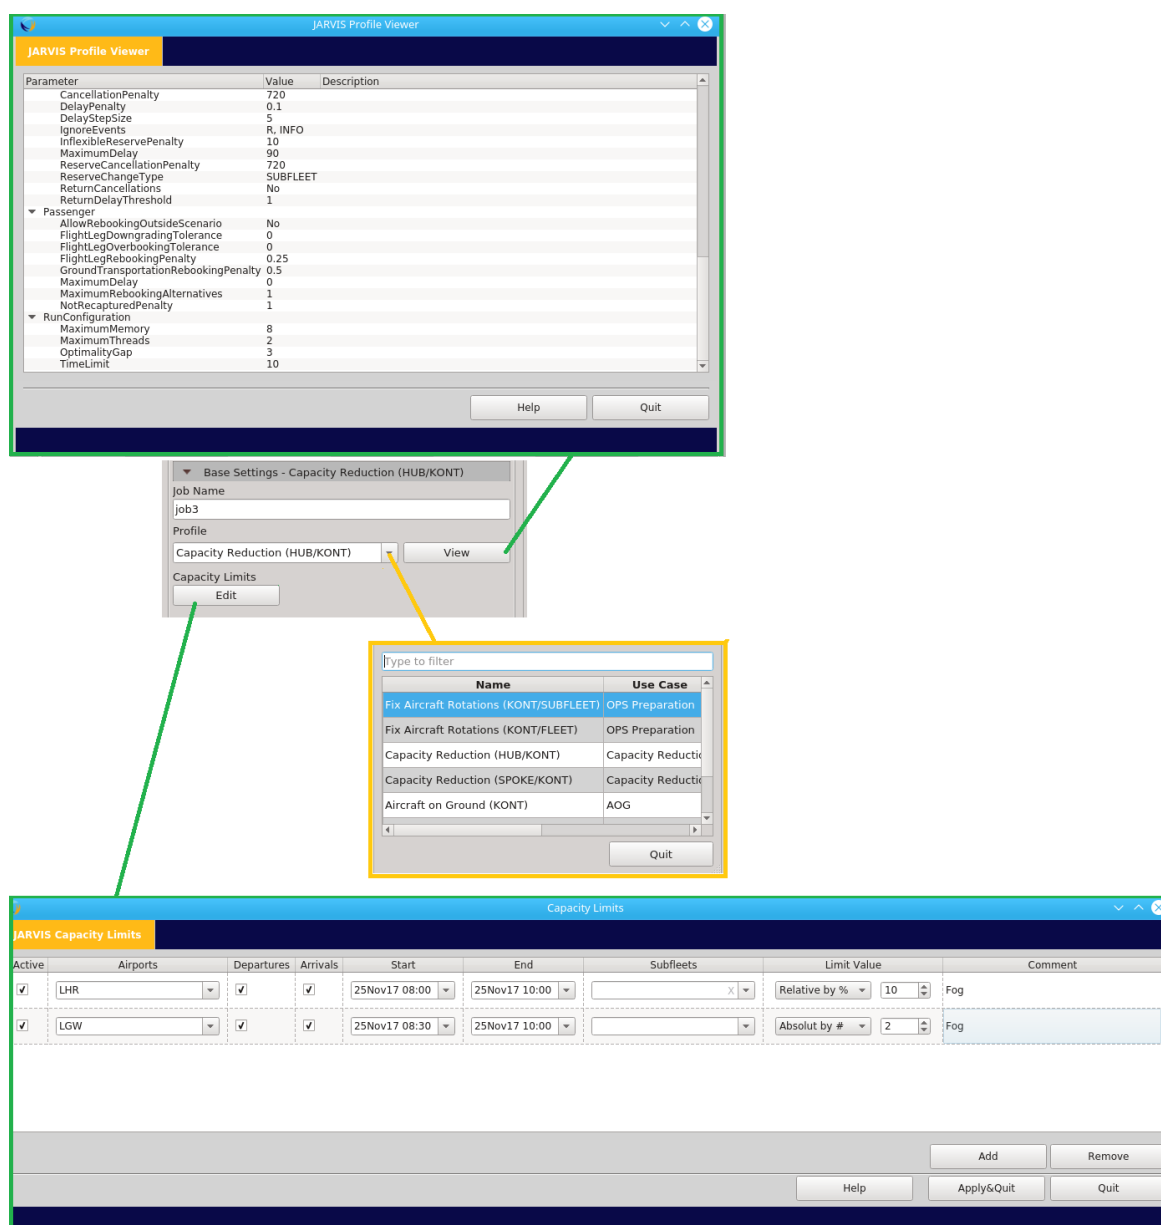 JARVIS Profile Viewer
JARVIS Profile Viewer
Parameter Value Description
CancellationPenalty 720
DelayPenalty 0.1
DelayStepSize 5
IgnoreEvents R, INFO
InflexibleReservePenalty 10
MaximumDelay 90
ReserveCancellationPenalty 720
ReserveChangeType SUBFLEET
ReturnCancellations No
ReturnDelayThreshold 1
Passenger
AllowRebookingOutsideScenario No
FlightLegDowngradingTolerance 0
FlightLegOverbookingTolerance 0
FlightLegRebookingPenalty 0.25
GroundTransportationRebookingPenalty 0.5
MaximumDelay 0
MaximumRebookingAlternatives 1
NotRecapturedPenalty 1
RunConfiguration
MaximumMemory 8
MaximumThreads 2
OptimalityGap 3
TimeLimit 10
Help Quit
Base Settings - Capacity Reduction (HUB/KONT)
Job Name
job3
Profile
Capacity Reduction (HUB/KONT) View
Capacity Limits
Edit
Type to filter
Name Use Case
Fix Aircraft Rotations (KONT/SUBFLEET) OPS Preparation
Fix Aircraft Rotations (KONT/FLEET) OPS Preparation
Capacity Reduction (HUB/KONT) Capacity Reductio
Capacity Reduction (SPOKE/KONT) Capacity Reductio
Aircraft on Ground (KONT) AOG
Quit
Capacity Limits
JARVIS Capacity Limits
Active Airports Departures Arrivals Start End Subfleets Limit Value Comment
LHR 25Nov17 08:00 25Nov17 10:00 X Relative by % 10 Fog
LGW 25Nov17 08:30 25Nov17 10:00 Absolut by # 2 Fog
Add Remove
Help Apply&Quit Quit